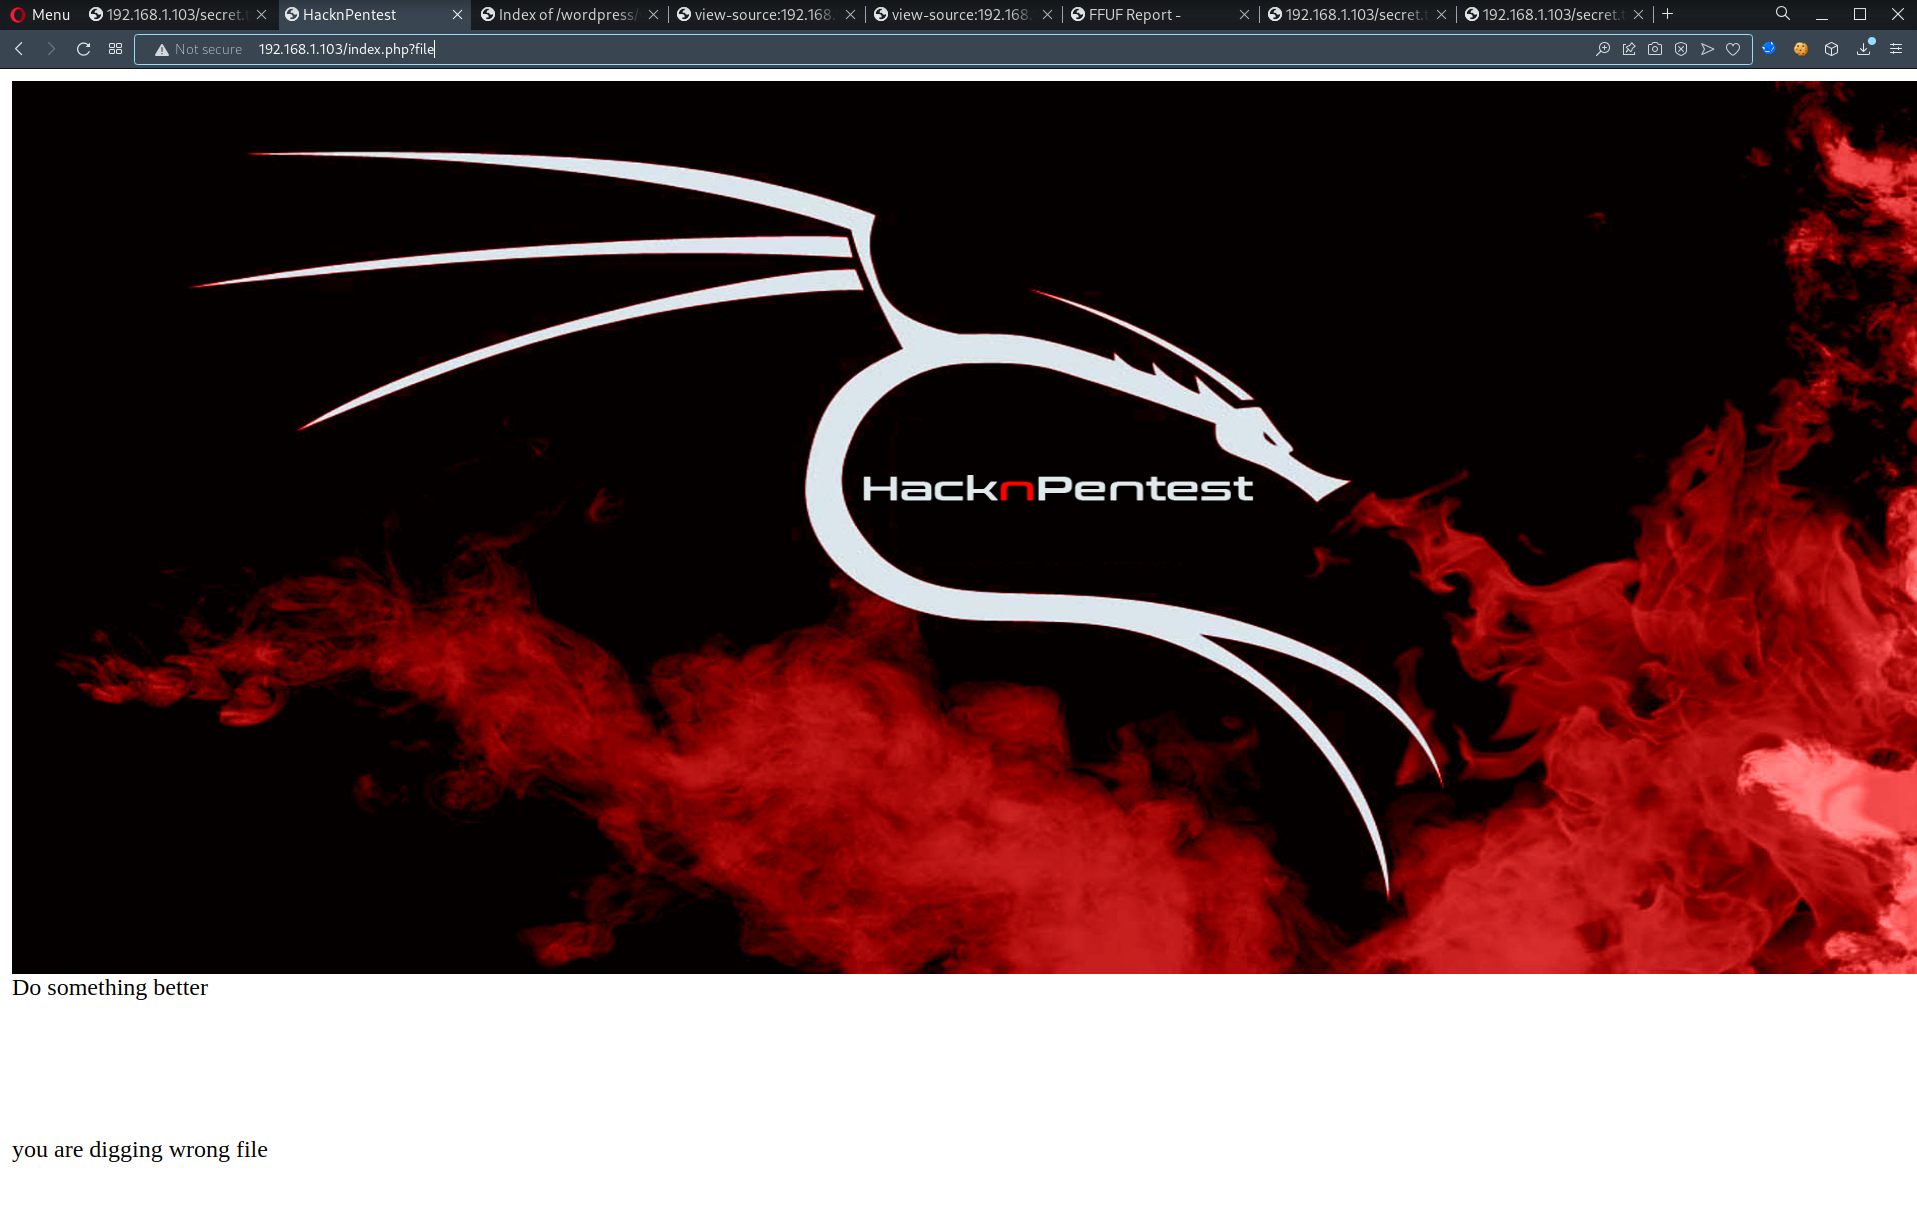 Menu
192.168.1.103/secret.
HacknPentest
Index of /wordpress/
view-source:192.168.
view-source:192.168.
FFUF Report -
192.168.1.103/secret.t
192.168.1.103/secret.t
Not secure 192.168.1.103/index.php?file
HacknPentest
Do something better
you are digging wrong file